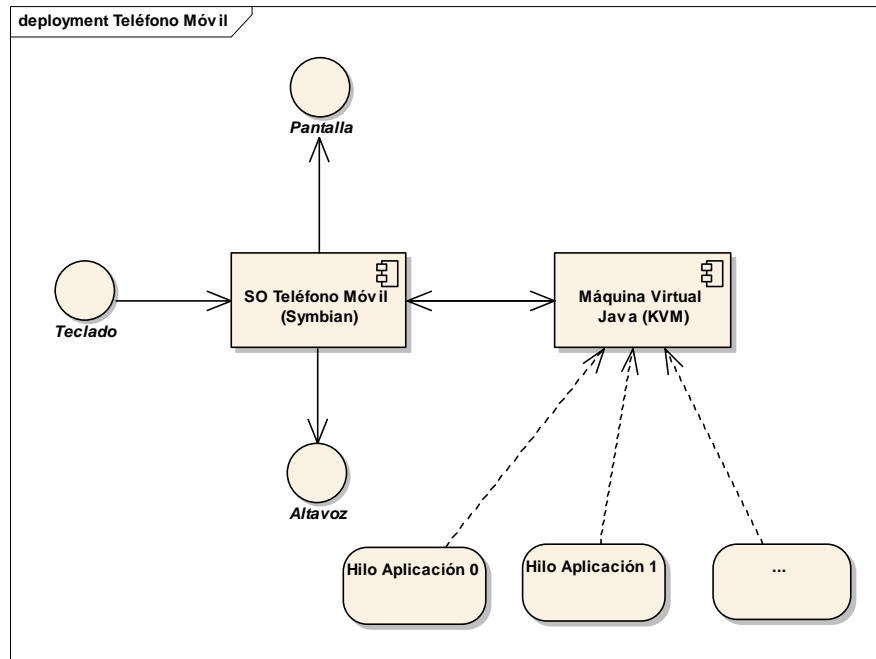 deployment Teléfono Móvil
Pantalla
SO Teléfono Móvil
(Symbian)
Máquina Virtual
Java (KVM)
Teclado
Altavoz
Hilo Aplicación 0
Hilo Aplicación 1
...